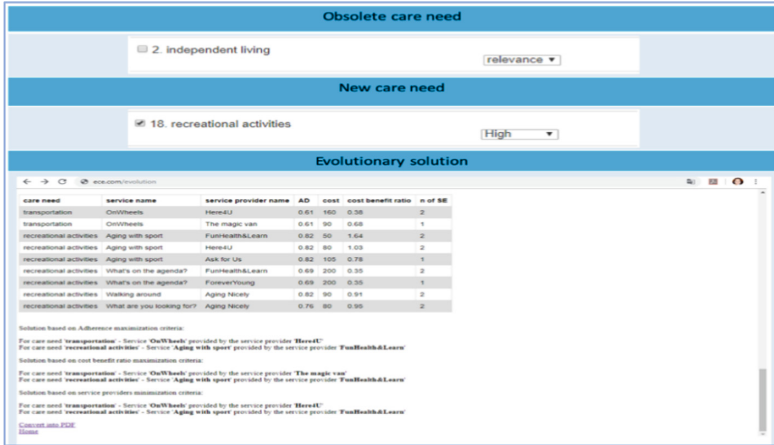 Obsolete care need
2. independent living
relevance ▼
New care need
18. recreational activities
High ▼
Evolutionary solution
ece.com/evolution
care need service name service provider name AD cost cost benefit ratio n of SE
transportation OnWheels Here4U 0.61 160 0.38 2
transportation OnWheels The magic van 0.61 90 0.68 1
recreational activities Aging with sport FunHealth&Learn 0.82 50 1.64 2
recreational activities Aging with sport Here4U 0.82 80 1.03 2
recreational activities Aging with sport Ask for Us 0.82 105 0.78 1
recreational activities What's on the agenda? FunHealth&Learn 0.69 200 0.35 2
recreational activities What's on the agenda? ForeverYoung 0.69 200 0.35 1
recreational activities Walking around Aging Nicely 0.82 90 0.91 2
recreational activities What are you looking for? Aging Nicely 0.76 80 0.95 2
Solution based on Adherence maximization criteria:
For care need 'transportation' - Service 'OnWheels' provided by the service provider 'Here4U'
For care need 'recreational activities' - Service 'Aging with sport' provided by the service provider 'FunHealth&Learn'
Solution based on cost benefit ratio maximization criteria:
For care need 'transportation' - Service 'OnWheels' provided by the service provider 'The magic van'
For care need 'recreational activities' - Service 'Aging with sport' provided by the service provider 'FunHealth&Learn'
Solution based on service providers minimization criteria:
For care need 'transportation' - Service 'OnWheels' provided by the service provider 'Here4U'
For care need 'recreational activities' - Service 'Aging with sport' provided by the service provider 'FunHealth&Learn'
Convert into PDF
Home